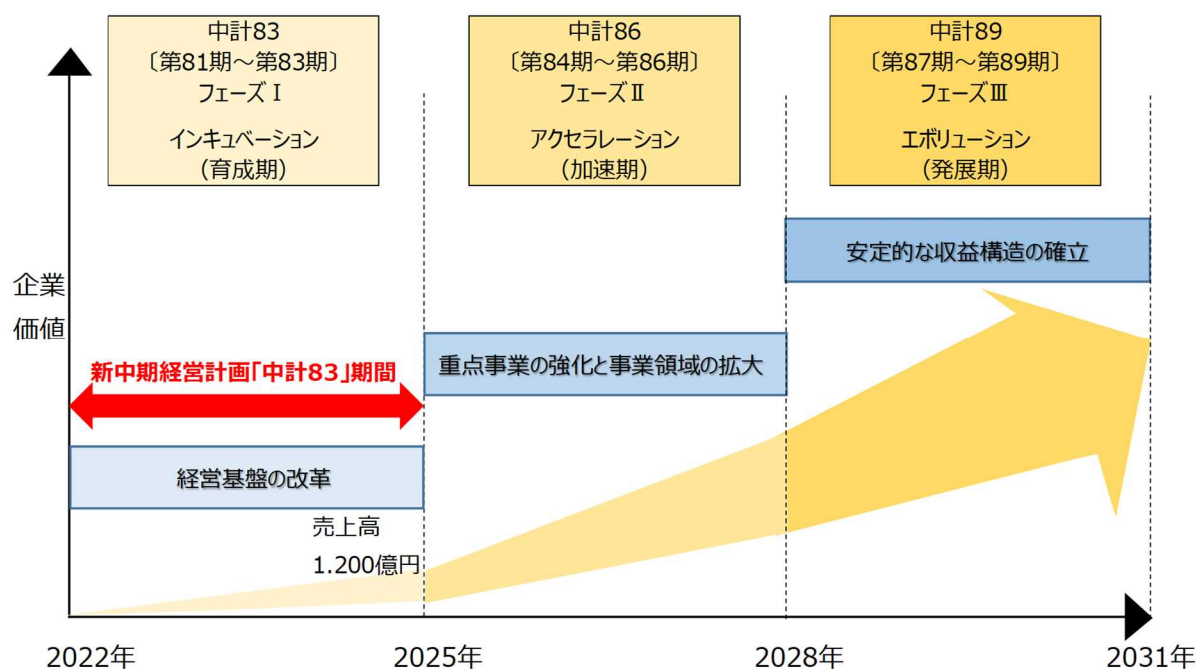 中計83
〔第81期～第83期〕
フェーズⅠ
インキュベーション
(育成期)
中計86
〔第84期～第86期〕
フェーズⅡ
アクセラレーション
(加速期)
中計89
〔第87期～第89期〕
フェーズⅢ
エボリューション
(発展期)
企業
価値
安定的な収益構造の確立
重点事業の強化と事業領域の拡大
新中期経営計画｢中計83｣期間
経営基盤の改革
売上高
1.200億円
2022年
2025年
2028年
2031年